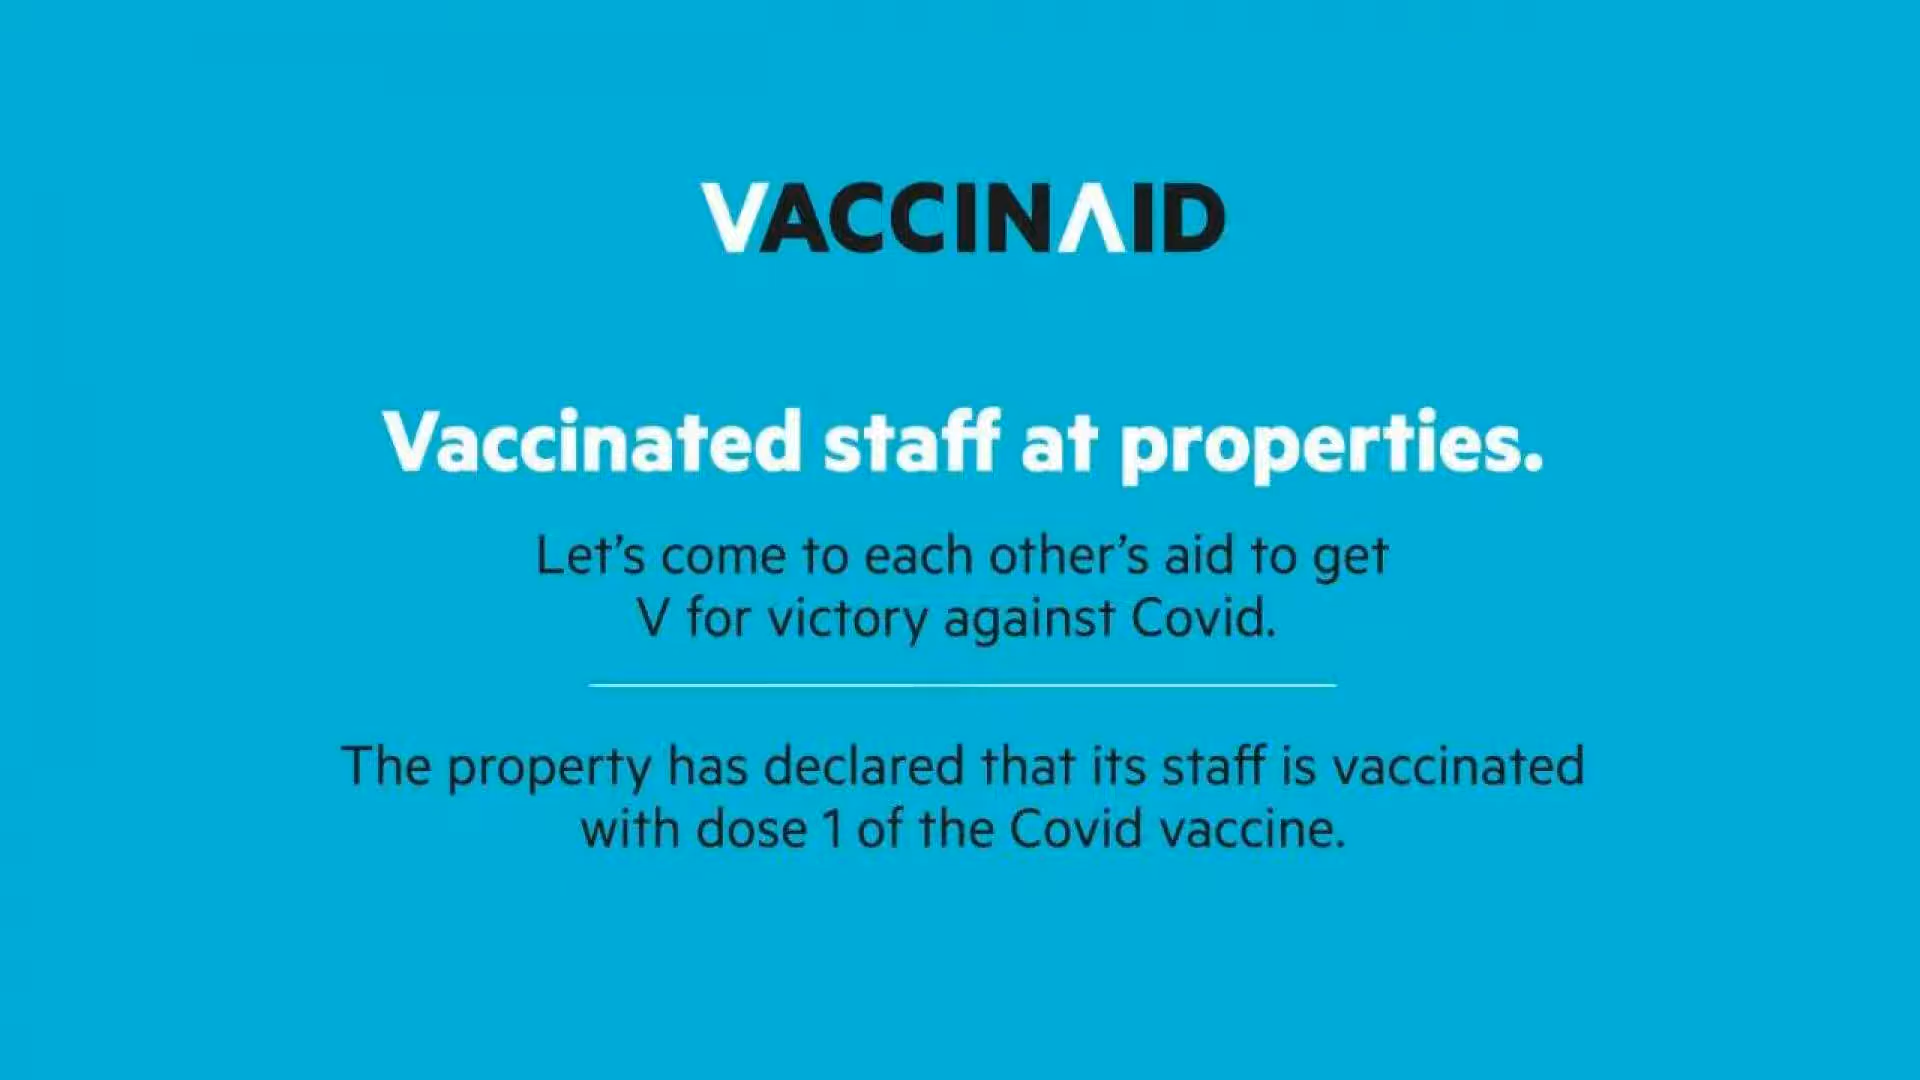 VACCINAID
Vaccinated staff at properties.
Let’s come to each other’s aid to get
V for victory against Covid.
The property has declared that its staff is vaccinated
with dose 1 of the Covid vaccine.